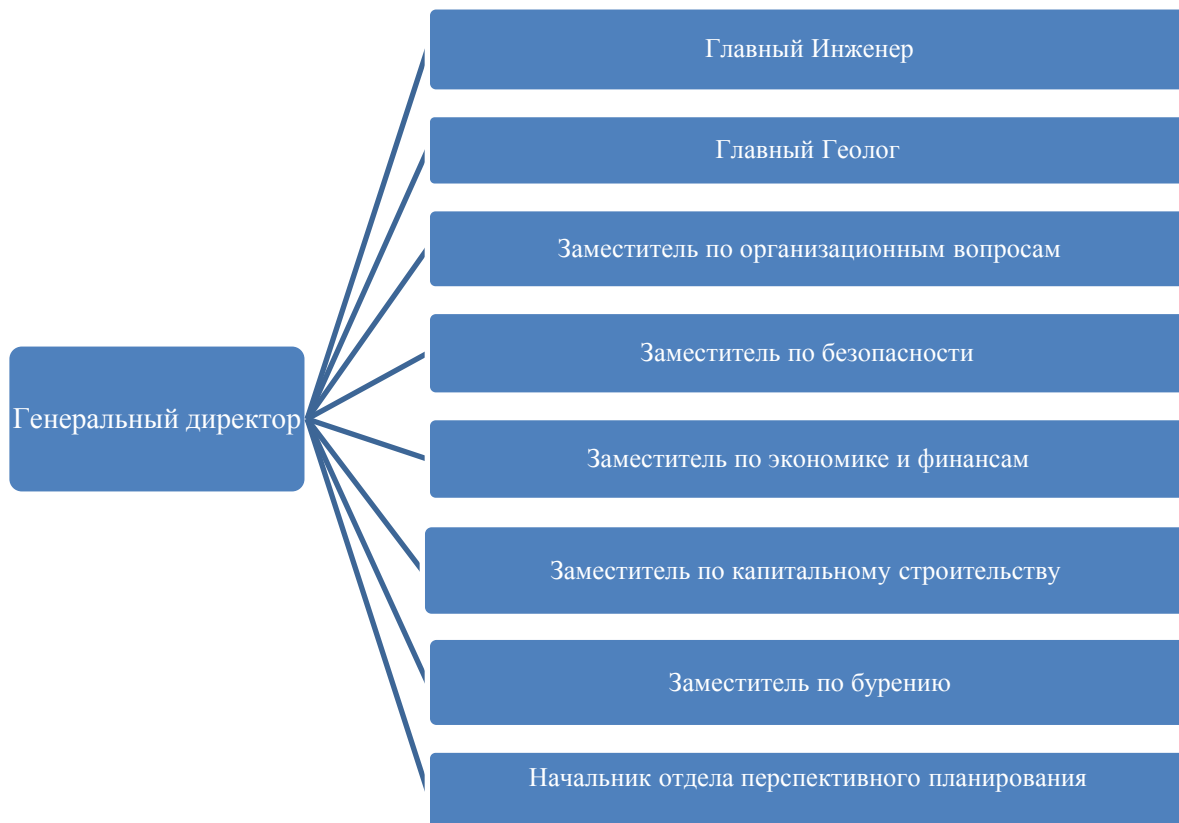 Главный Инженер
Главный Геолог
Заместитель по организационным вопросам
Заместитель по безопасности
Генеральный директор
Заместитель по экономике и финансам
Заместитель по капитальному строительству
Заместитель по бурению
Начальник отдела перспективного планирования